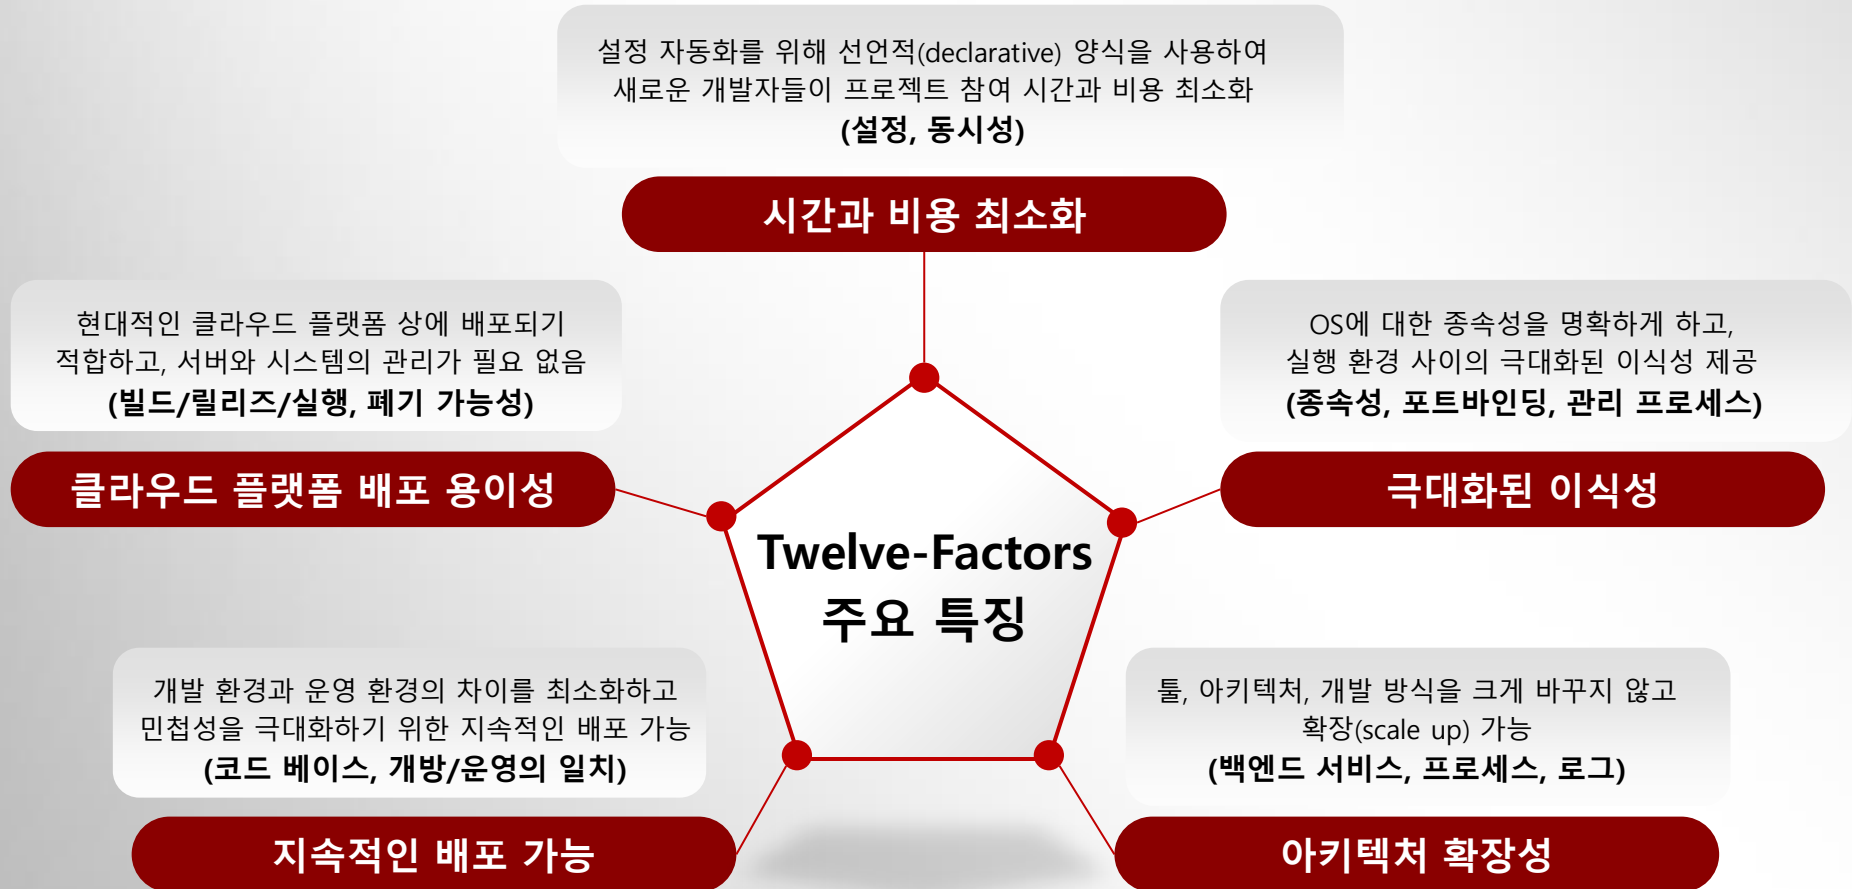 설정 자동화를 위해 선언적(declarative) 양식을 사용하여
새로운 개발자들이 프로젝트 참여 시간과 비용 최소화
(설정, 동시성)
시간과 비용 최소화
현대적인 클라우드 플랫폼 상에 배포되기
적합하고, 서버와 시스템의 관리가 필요 없음
(빌드/릴리즈/실행, 폐기 가능성)
클라우드 플랫폼 배포 용이성
OS에 대한 종속성을 명확하게 하고,
실행 환경 사이의 극대화된 이식성 제공
(종속성, 포트바인딩, 관리 프로세스)
극대화된 이식성
Twelve-Factors
주요 특징
개발 환경과 운영 환경의 차이를 최소화하고
민첩성을 극대화하기 위한 지속적인 배포 가능
(코드 베이스, 개방/운영의 일치)
지속적인 배포 가능
툴, 아키텍처, 개발 방식을 크게 바꾸지 않고
확장(scale up) 가능
(백엔드 서비스, 프로세스, 로그)
아키텍처 확장성